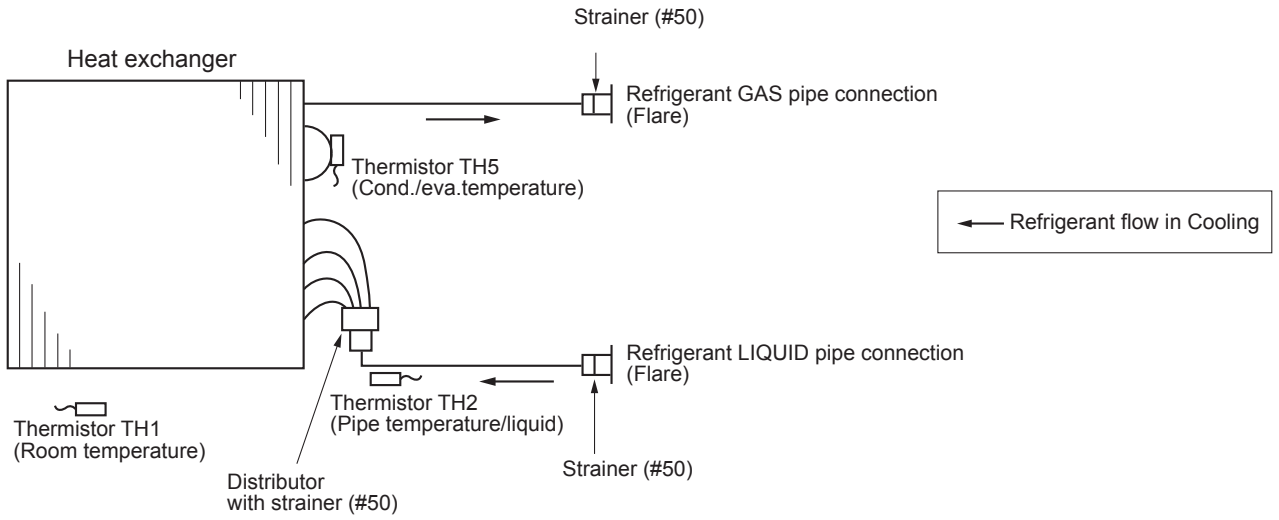 Strainer (#50)
Heat exchanger
Refrigerant GAS pipe connection
(Flare)
Thermistor TH5
(Cond./eva.temperature)
Refrigerant flow in Cooling
Refrigerant LIQUID pipe connection
(Flare)
Thermistor TH2
(Pipe temperature/liquid)
Thermistor TH1
(Room temperature)
Strainer (#50)
Distributor
with strainer (#50)